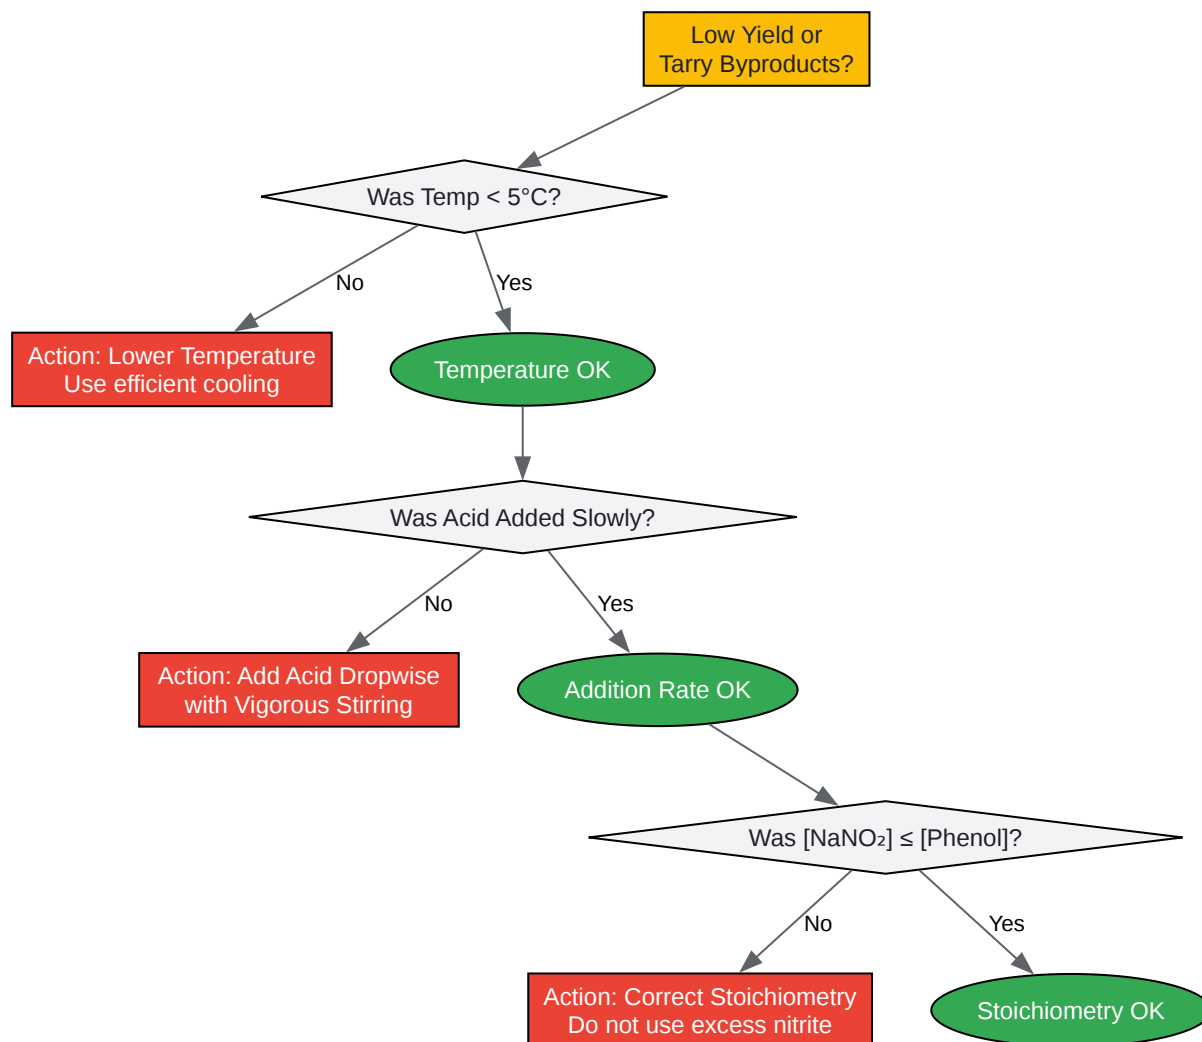 Low Yield or
Tarry Byproducts?
Was Temp < 5°C?
No
Yes
Action: Lower Temperature
Use efficient cooling
Temperature OK
Was Acid Added Slowly?
No
Yes
Action: Add Acid Dropwise
with Vigorous Stirring
Addition Rate OK
Was [NaNO₂] ≤ [Phenol]?
No
Yes
Action: Correct Stoichiometry
Do not use excess nitrite
Stoichiometry OK